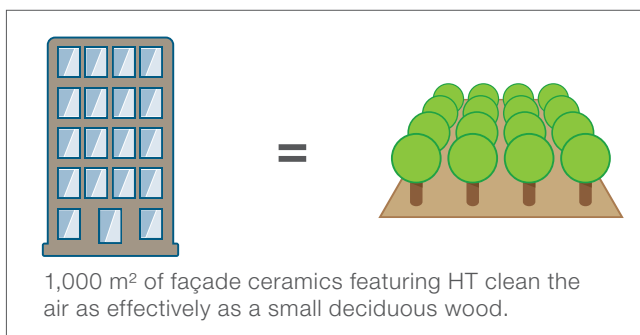 =
1,000 m² of façade ceramics featuring HT clean the
air as effectively as a small deciduous wood.